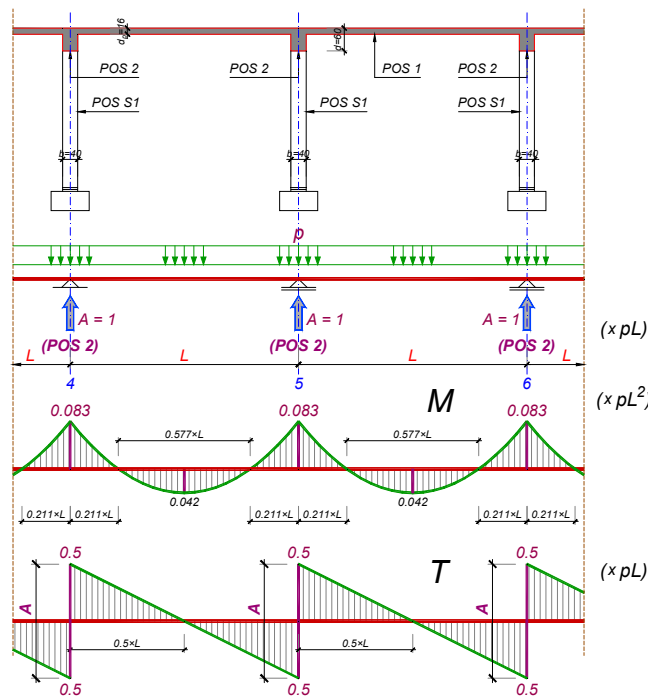 dp=16
d=60
POS 2
POS 2
POS 1
POS 2
POS S1
POS S1
POS S1
b=40
b=40
b=40
p
A = 1
A = 1
A = 1
(POS 2)
(POS 2)
(POS 2)
(× pL)
L
L
L
L
4
5
6
M
(× pL²)
0.083
0.083
0.083
0.577×L
0.577×L
0.042
0.042
0.211×L
0.211×L
0.211×L
0.211×L
0.211×L
0.211×L
0.5
0.5
T
0.5
(× pL)
A
A
A
0.5×L
0.5×L
0.5
0.5
0.5